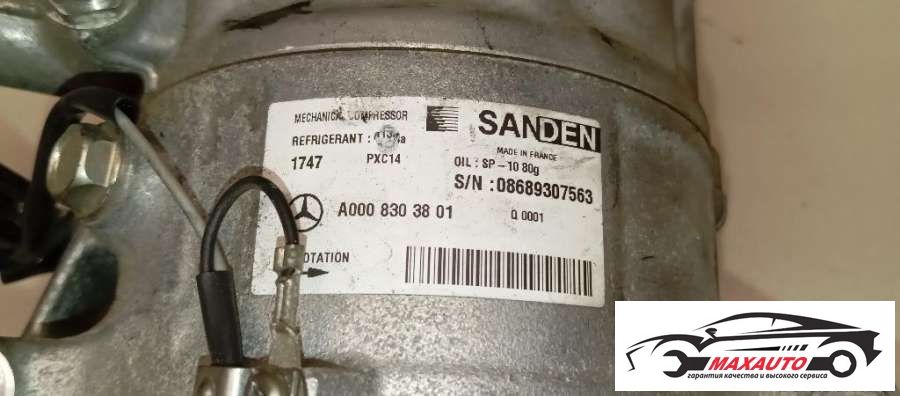 MECHANICAL COMPRESSOR
SANDEN
REFRIGERANT :
MADE IN FRANCE
1747 PXC14
OIL : SP-10 80g
S/N : 08689307563
A000 830 38 01
Q 0001
MAXAUTO
гарантия качества и высокого сервиса